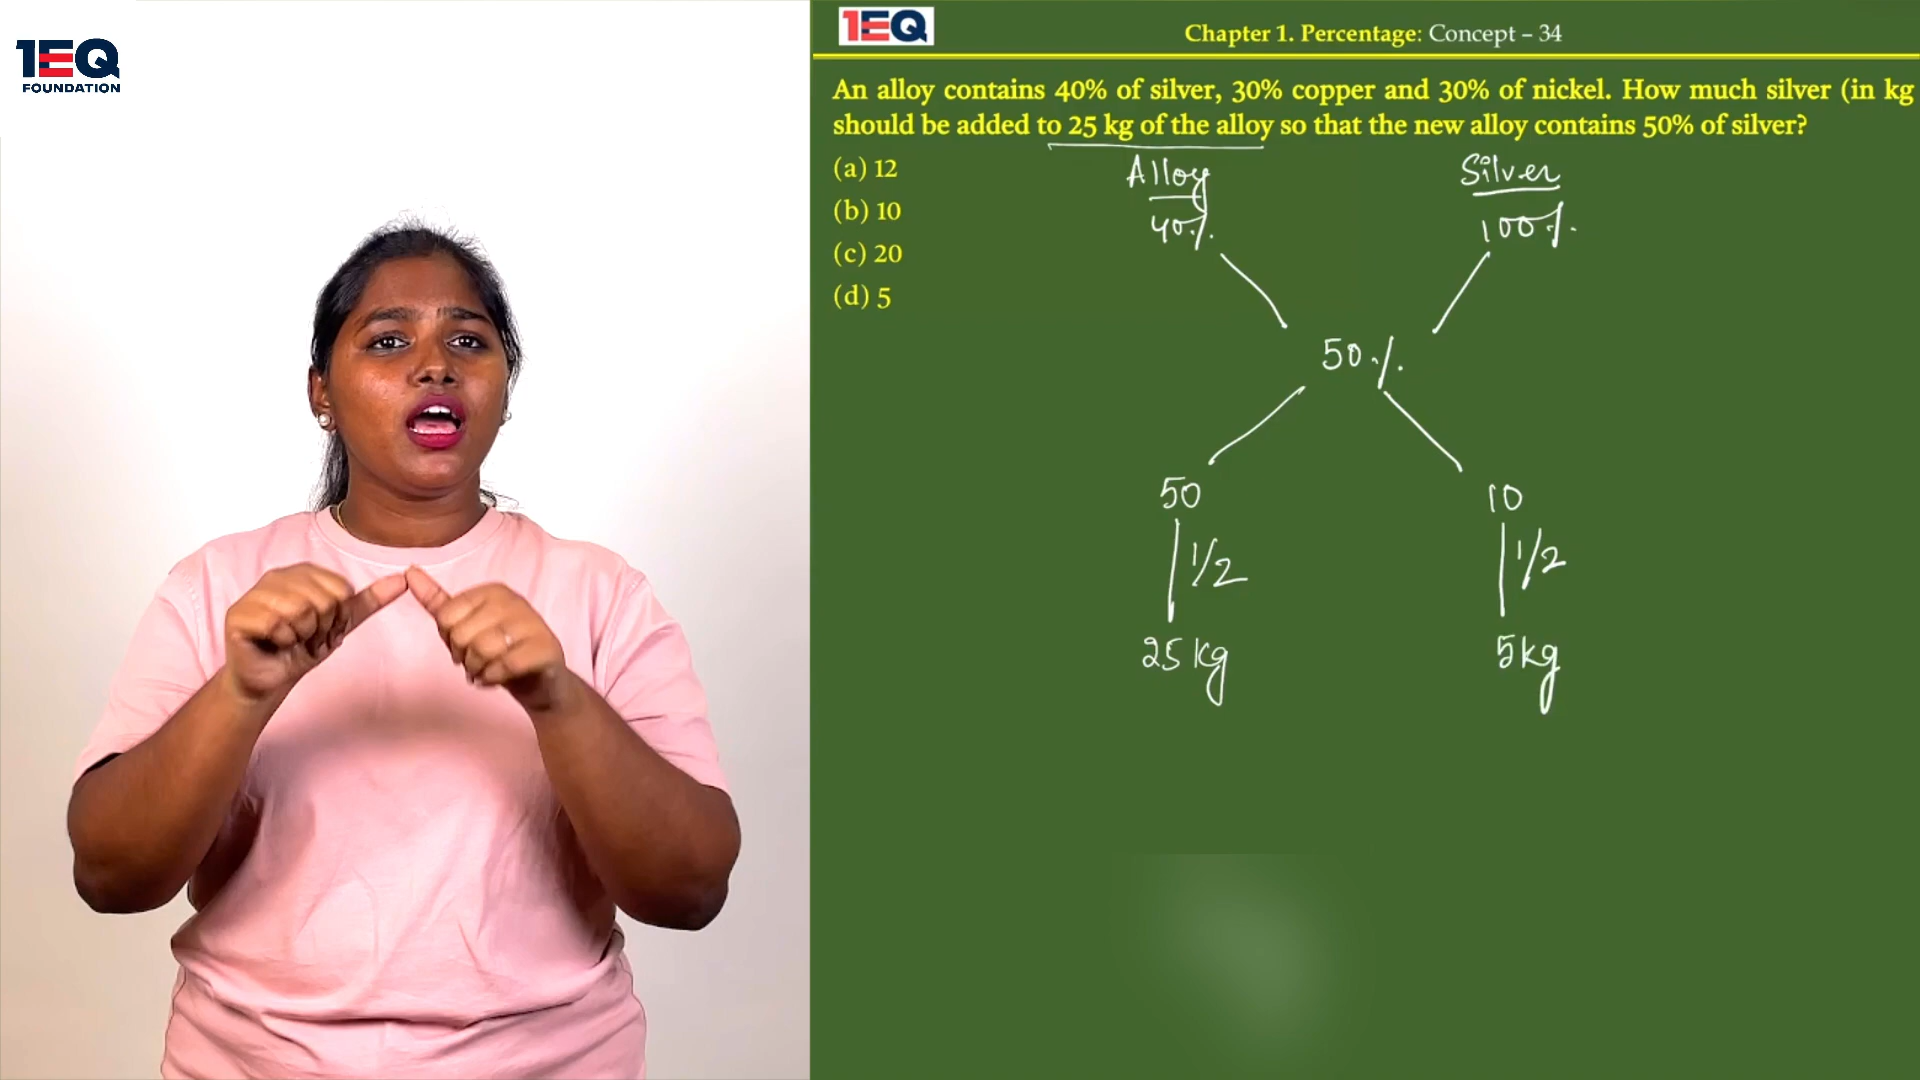 1EQ
FOUNDATION
1EQ
Chapter 1. Percentage: Concept – 34
An alloy contains 40% of silver, 30% copper and 30% of nickel. How much silver (in kg
should be added to 25 kg of the alloy so that the new alloy contains 50% of silver?
(a) 12
(b) 10
(c) 20
(d) 5
Alloy Silver
40% 100%
50%
50 10
1/2 1/2
25 kg 5kg